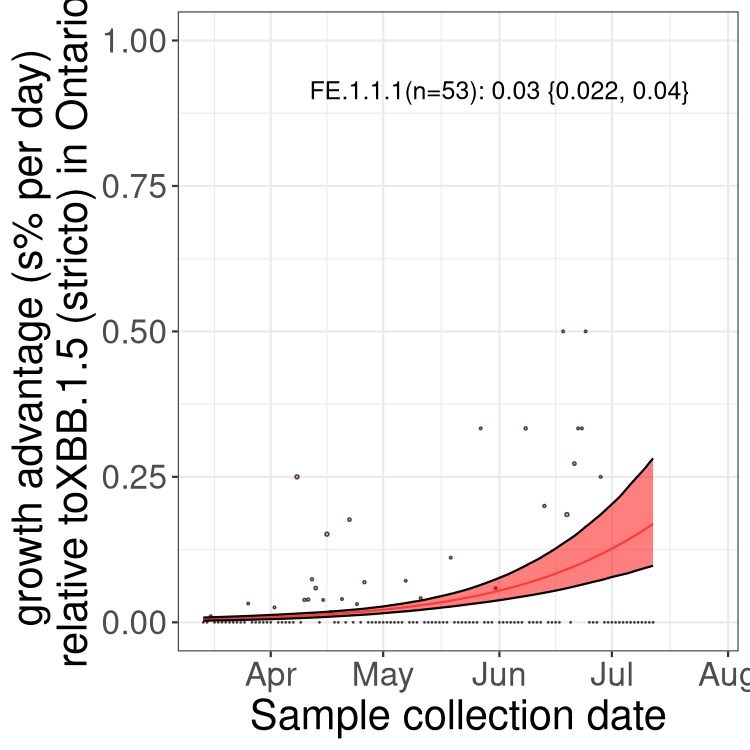 growth advantage (s% per day)
relative toXBB.1.5 (stricto) in Ontario
1.00
0.75
0.50
0.25
0.00
FE.1.1.1(n=53): 0.03 {0.022, 0.04}
Apr May Jun Jul Aug
Sample collection date